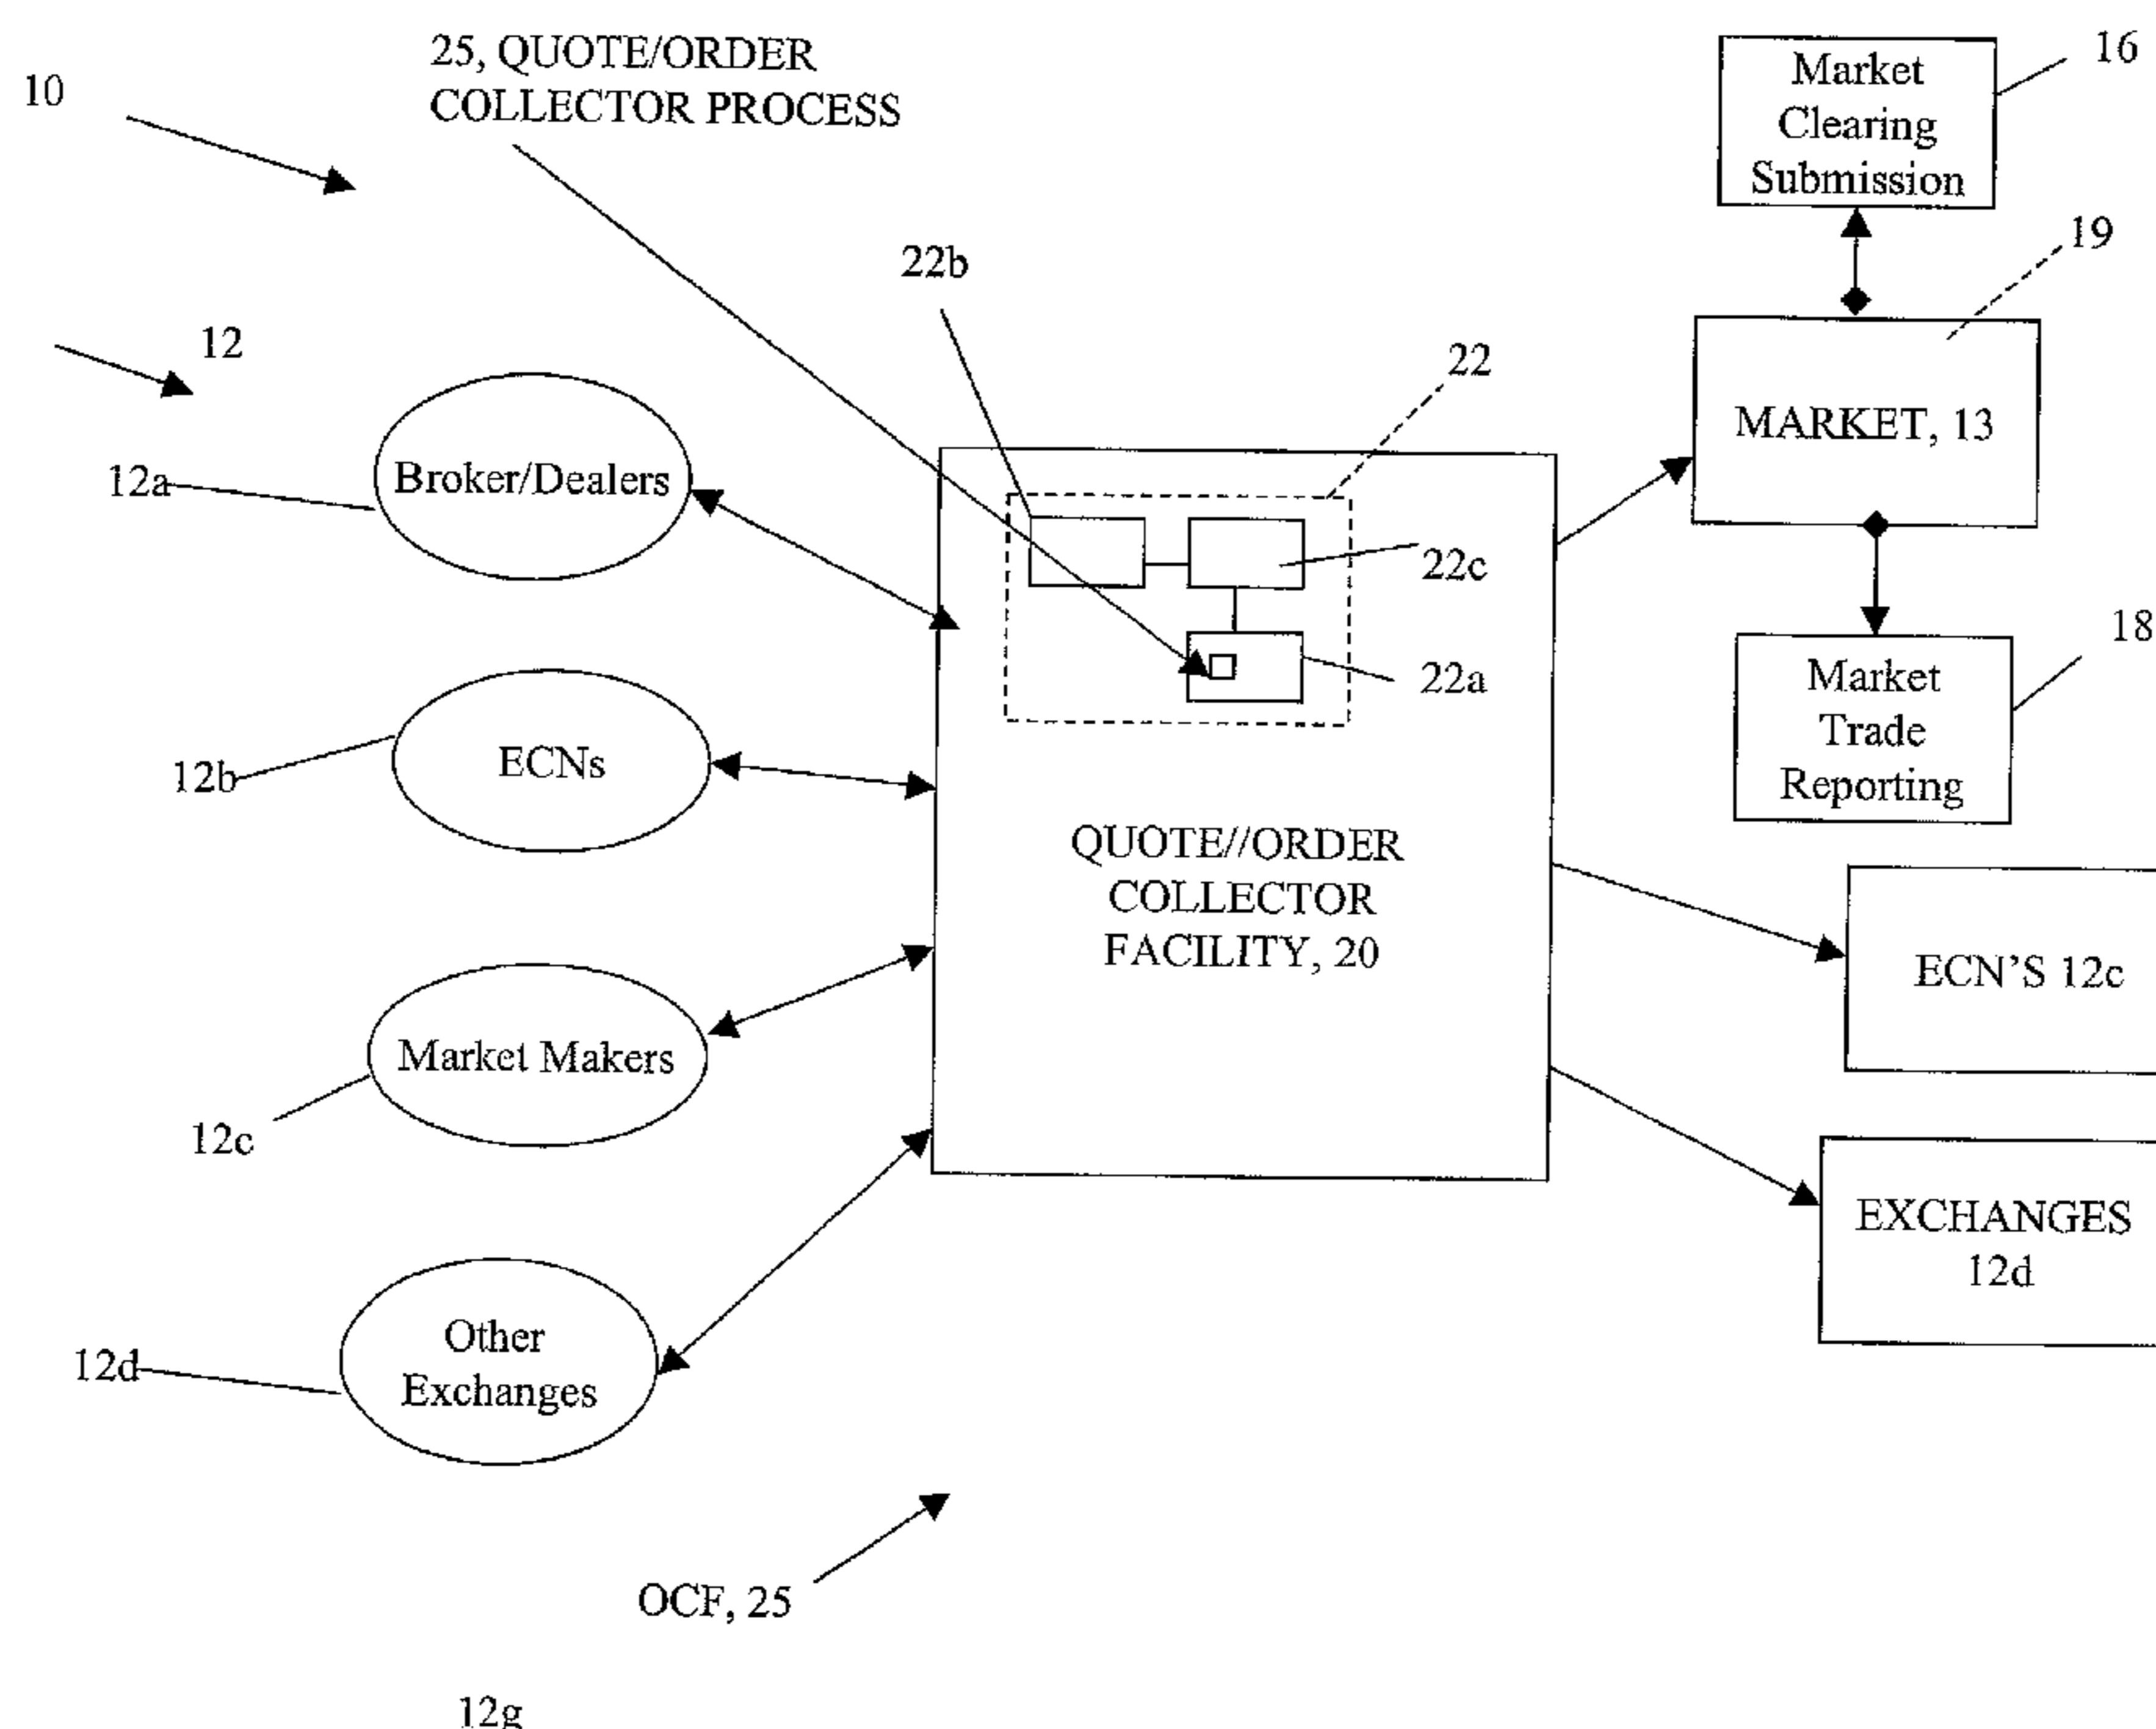 25, QUOTE/ORDER
COLLECTOR PROCESS
10
16
Market
Clearing
Submission
19
22b
12
22
MARKET, 13
12a
Broker/Dealers
22c
22a
18
Market
Trade
Reporting
12b
ECNs
QUOTE//ORDER
COLLECTOR
FACILITY, 20
ECN'S 12c
Market Makers
12c
EXCHANGES
12d
Other
Exchanges
12d
OCF, 25
12g